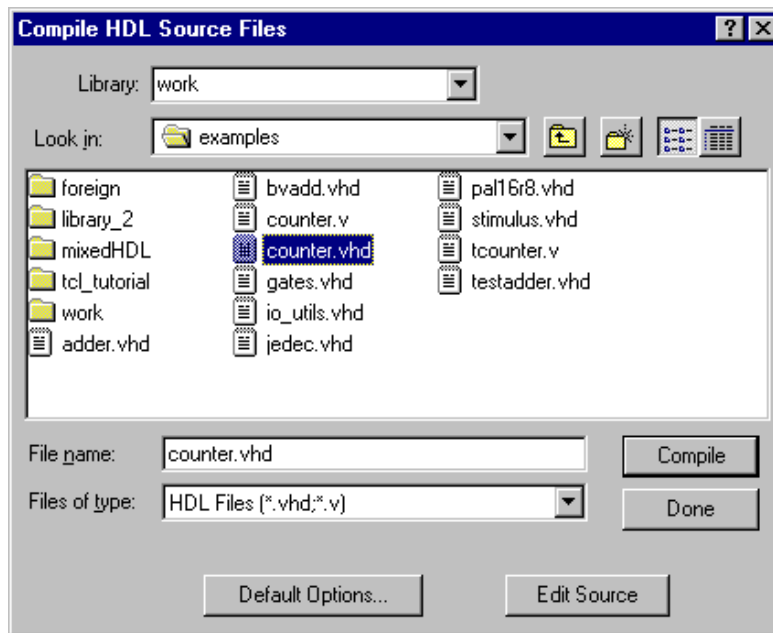 Compile HDL Source Files
Library: work
Look in: examples
foreign bvadd.vhd pal16r8.vhd
library_2 counter.v stimulus.vhd
mixedHDL counter.vhd tcounter.v
tcl_tutorial gates.vhd testadder.vhd
work io_utils.vhd
adder.vhd jedec.vhd
File name: counter.vhd Compile
Files of type: HDL Files (*.vhd;*.v) Done
Default Options... Edit Source